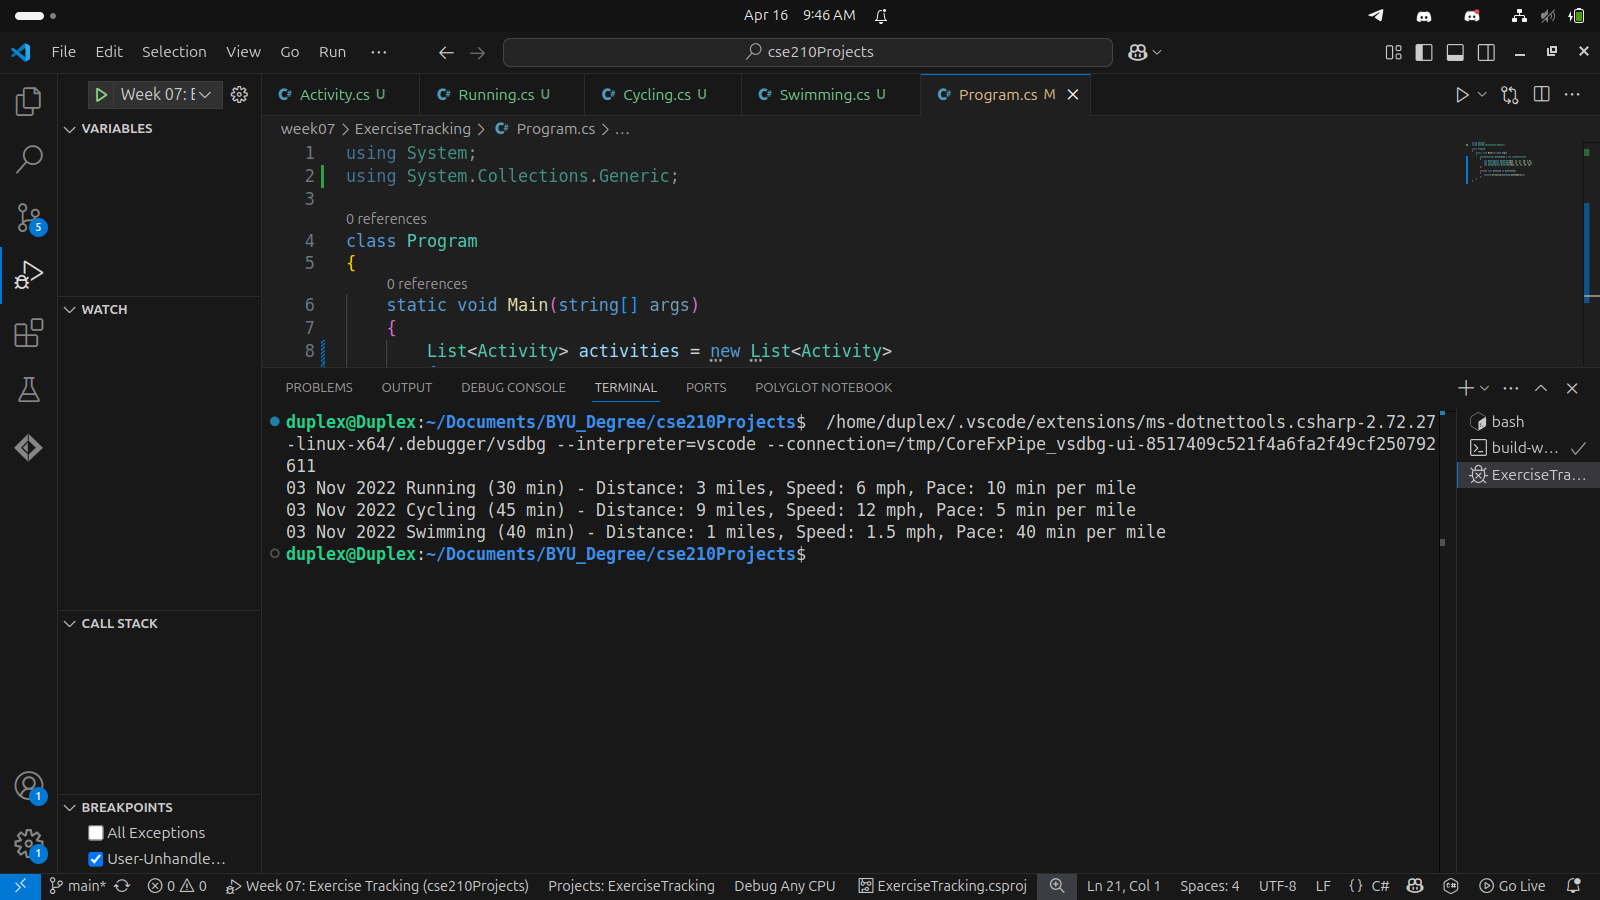 Apr 16 9:46 AM
File Edit Selection View Go Run ···
cse210Projects
Week 07: E
Activity.cs U
Running.cs U
Cycling.cs U
Swimming.cs U
Program.cs M
VARIABLES
WATCH
CALL STACK
BREAKPOINTS
All Exceptions
User-Unhandle...
5
1
1
week07 > ExerciseTracking > Program.cs > ...
1 using System;
2 using System.Collections.Generic;
3
0 references
4 class Program
5 {
0 references
6 static void Main(string[] args)
7 {
8 List<Activity> activities = new List<Activity>
PROBLEMS OUTPUT DEBUG CONSOLE TERMINAL PORTS POLYGLOT NOTEBOOK
duplex@Duplex:~/Documents/BYU_Degree/cse210Projects$ /home/duplex/.vscode/extensions/ms-dotnettools.csharp-2.72.27
-linux-x64/.debugger/vsdbg --interpreter=vscode --connection=/tmp/CoreFxPipe_vsdbg-ui-8517409c521f4a6fa2f49cf250792
611
03 Nov 2022 Running (30 min) - Distance: 3 miles, Speed: 6 mph, Pace: 10 min per mile
03 Nov 2022 Cycling (45 min) - Distance: 9 miles, Speed: 12 mph, Pace: 5 min per mile
03 Nov 2022 Swimming (40 min) - Distance: 1 miles, Speed: 1.5 mph, Pace: 40 min per mile
duplex@Duplex:~/Documents/BYU_Degree/cse210Projects$
bash
build-w...
ExerciseTra...
main* 0 0 Week 07: Exercise Tracking (cse210Projects) Projects: ExerciseTracking Debug Any CPU ExerciseTracking.csproj Ln 21, Col 1 Spaces: 4 UTF-8 LF {} C# Go Live